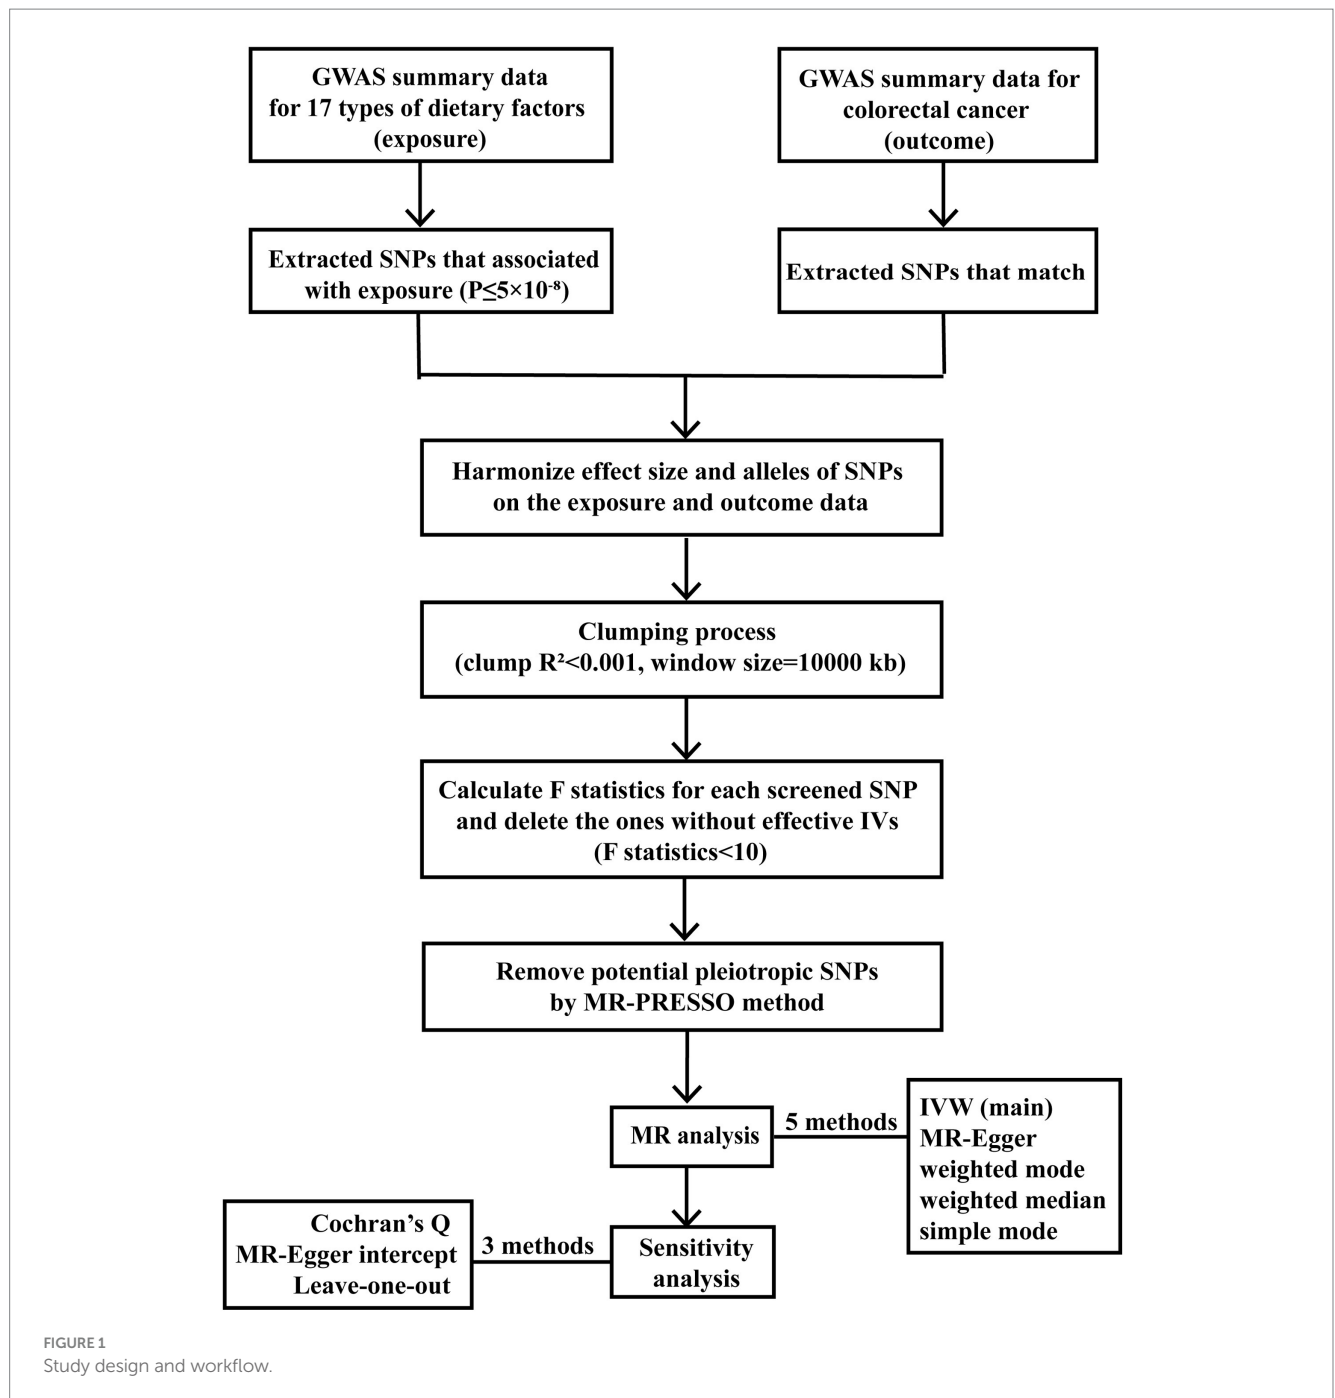 GWAS summary data
for 17 types of dietary factors
(exposure)
GWAS summary data for
colorectal cancer
(outcome)
Extracted SNPs that associated
with exposure (P≤5×10⁻⁸)
Extracted SNPs that match
Harmonize effect size and alleles of SNPs
on the exposure and outcome data
Clumping process
(clump R²<0.001, window size=10000 kb)
Calculate F statistics for each screened SNP
and delete the ones without effective IVs
(F statistics<10)
Remove potential pleiotropic SNPs
by MR-PRESSO method
MR analysis
5 methods
IVW (main)
MR-Egger
weighted mode
weighted median
simple mode
Cochran’s Q
MR-Egger intercept
Leave-one-out
3 methods
Sensitivity
analysis
FIGURE 1
Study design and workflow.